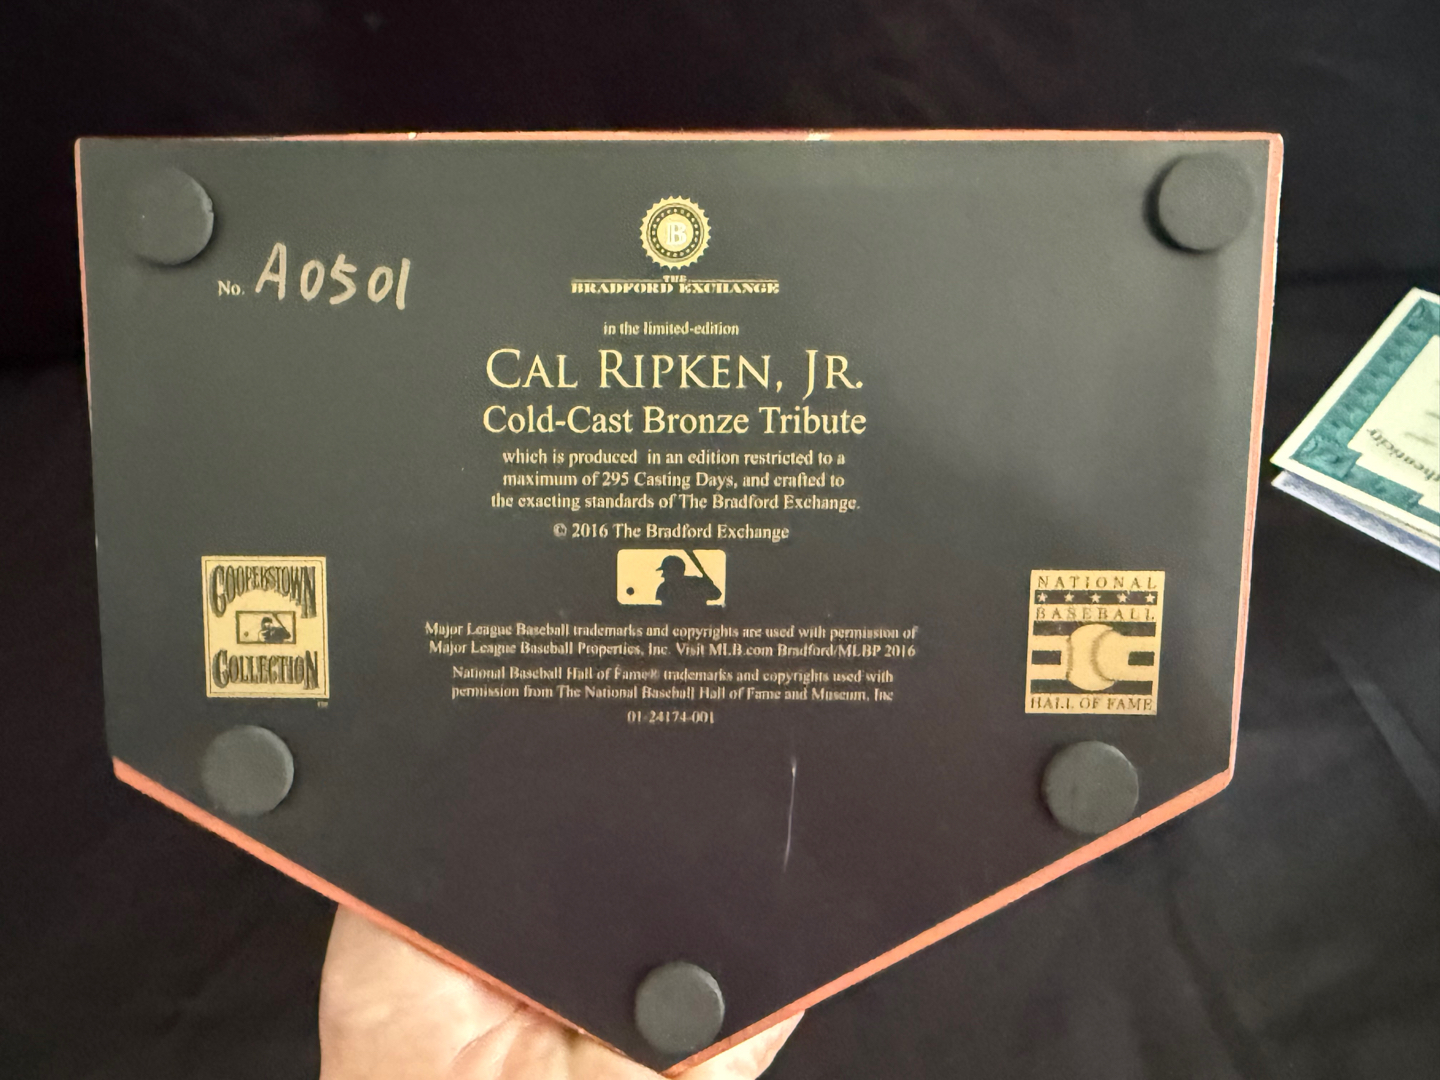 No. A0501
B
THE
BRADFORD EXCHANGE
in the limited-edition
CAL RIPKEN, JR.
Cold-Cast Bronze Tribute
which is produced in an edition restricted to a
maximum of 295 Casting Days, and crafted to
the exacting standards of The Bradford Exchange.
© 2016 The Bradford Exchange
COOPERSTOWN
COLLECTION
TM
NATIONAL
BASEBALL
HALL OF FAME
Major League Baseball trademarks and copyrights are used with permission of
Major League Baseball Properties, Inc. Visit MLB.com Bradford/MLBP 2016
National Baseball Hall of Fame® trademarks and copyrights used with
permission from The National Baseball Hall of Fame and Museum, Inc
01-24174-001